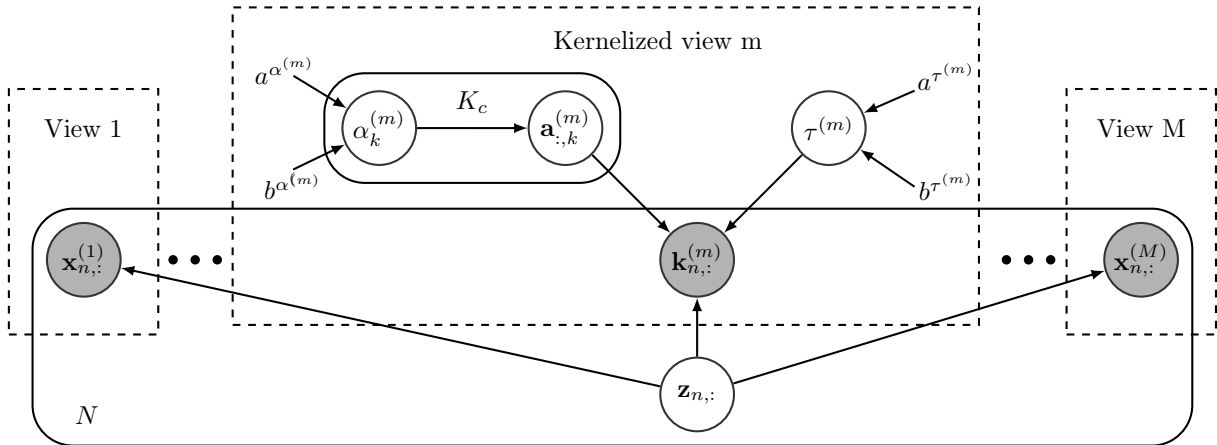 Kernelized view m
View 1
a^{α^{(m)}}
α_k^{(m)}
K_c
a_{:,k}^{(m)}
b^{α^{(m)}}
τ^{(m)}
a^{τ^{(m)}}
b^{τ^{(m)}}
View M
x_{n,:}^{(1)}
k_{n,:}^{(m)}
x_{n,:}^{(M)}
z_{n,:}
N